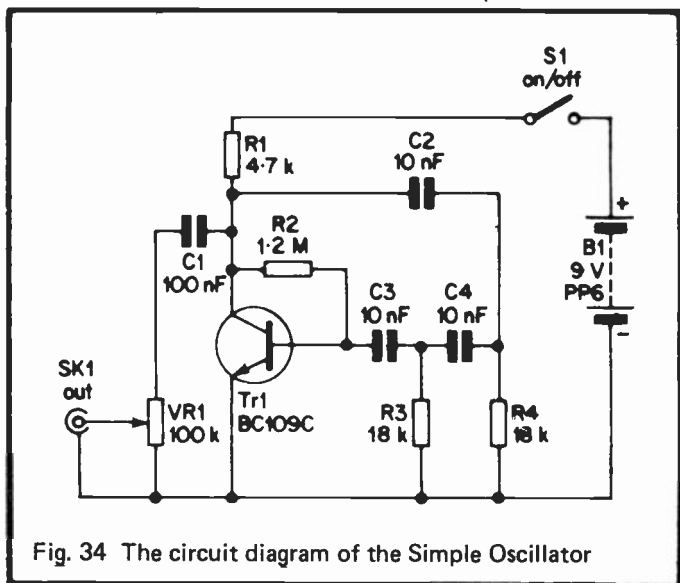 S1
on/off
R1
4·7 k
C2
10 nF
R2
1·2 M
C1
100 nF
+
B1
9 V
PP6
-
C3
10 nF
C4
10 nF
SK1
out
VR1
100 k
Tr1
BC109C
R3
18 k
R4
18 k
Fig. 34 The circuit diagram of the Simple Oscillator